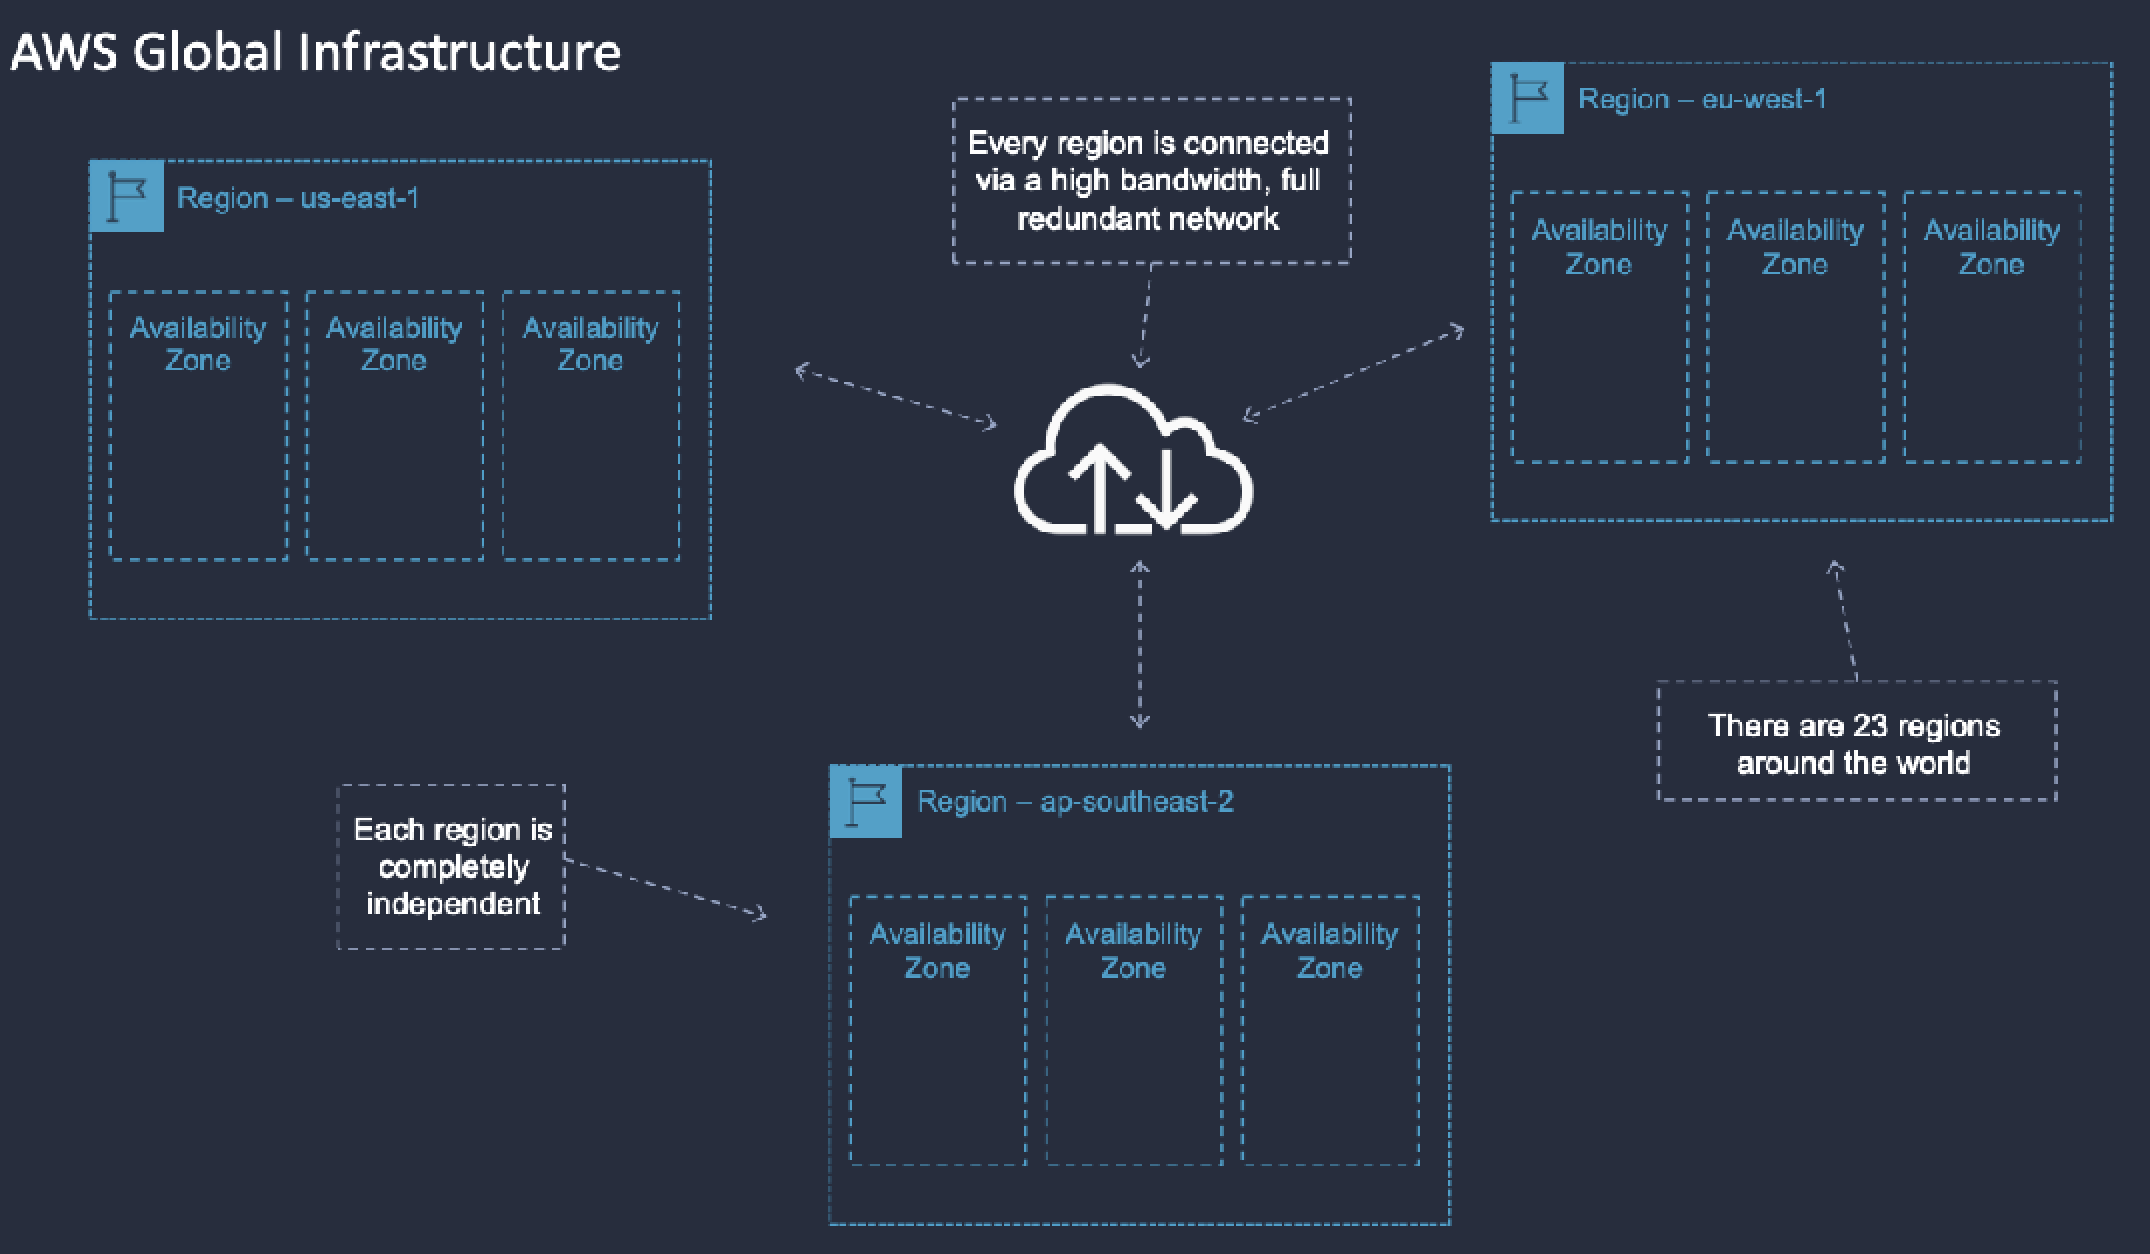 AWS Global Infrastructure
Region – us-east-1
Availability
Zone
Availability
Zone
Availability
Zone
Every region is connected
via a high bandwidth, full
redundant network
Region – eu-west-1
Availability
Zone
Availability
Zone
Availability
Zone
There are 23 regions
around the world
Each region is
completely
independent
Region – ap-southeast-2
Availability
Zone
Availability
Zone
Availability
Zone